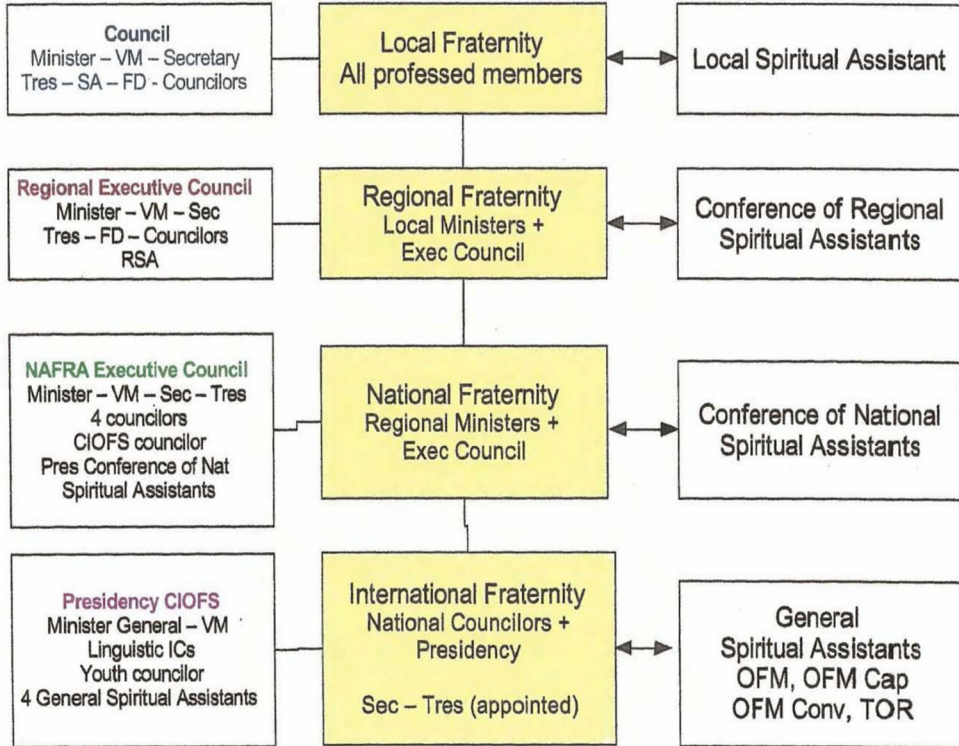 Council
Minister – VM – Secretary
Tres – SA – FD - Councilors
Local Fraternity
All professed members
Local Spiritual Assistant
Regional Executive Council
Minister – VM – Sec
Tres – FD – Councilors
RSA
Regional Fraternity
Local Ministers +
Exec Council
Conference of Regional
Spiritual Assistants
NAFRA Executive Council
Minister – VM – Sec – Tres
4 councilors
CIOFS councilor
Pres Conference of Nat
Spiritual Assistants
National Fraternity
Regional Ministers +
Exec Council
Conference of National
Spiritual Assistants
Presidency CIOFS
Minister General – VM
Linguistic ICs
Youth councilor
4 General Spiritual Assistants
International Fraternity
National Councilors +
Presidency
Sec – Tres (appointed)
General
Spiritual Assistants
OFM, OFM Cap
OFM Conv, TOR